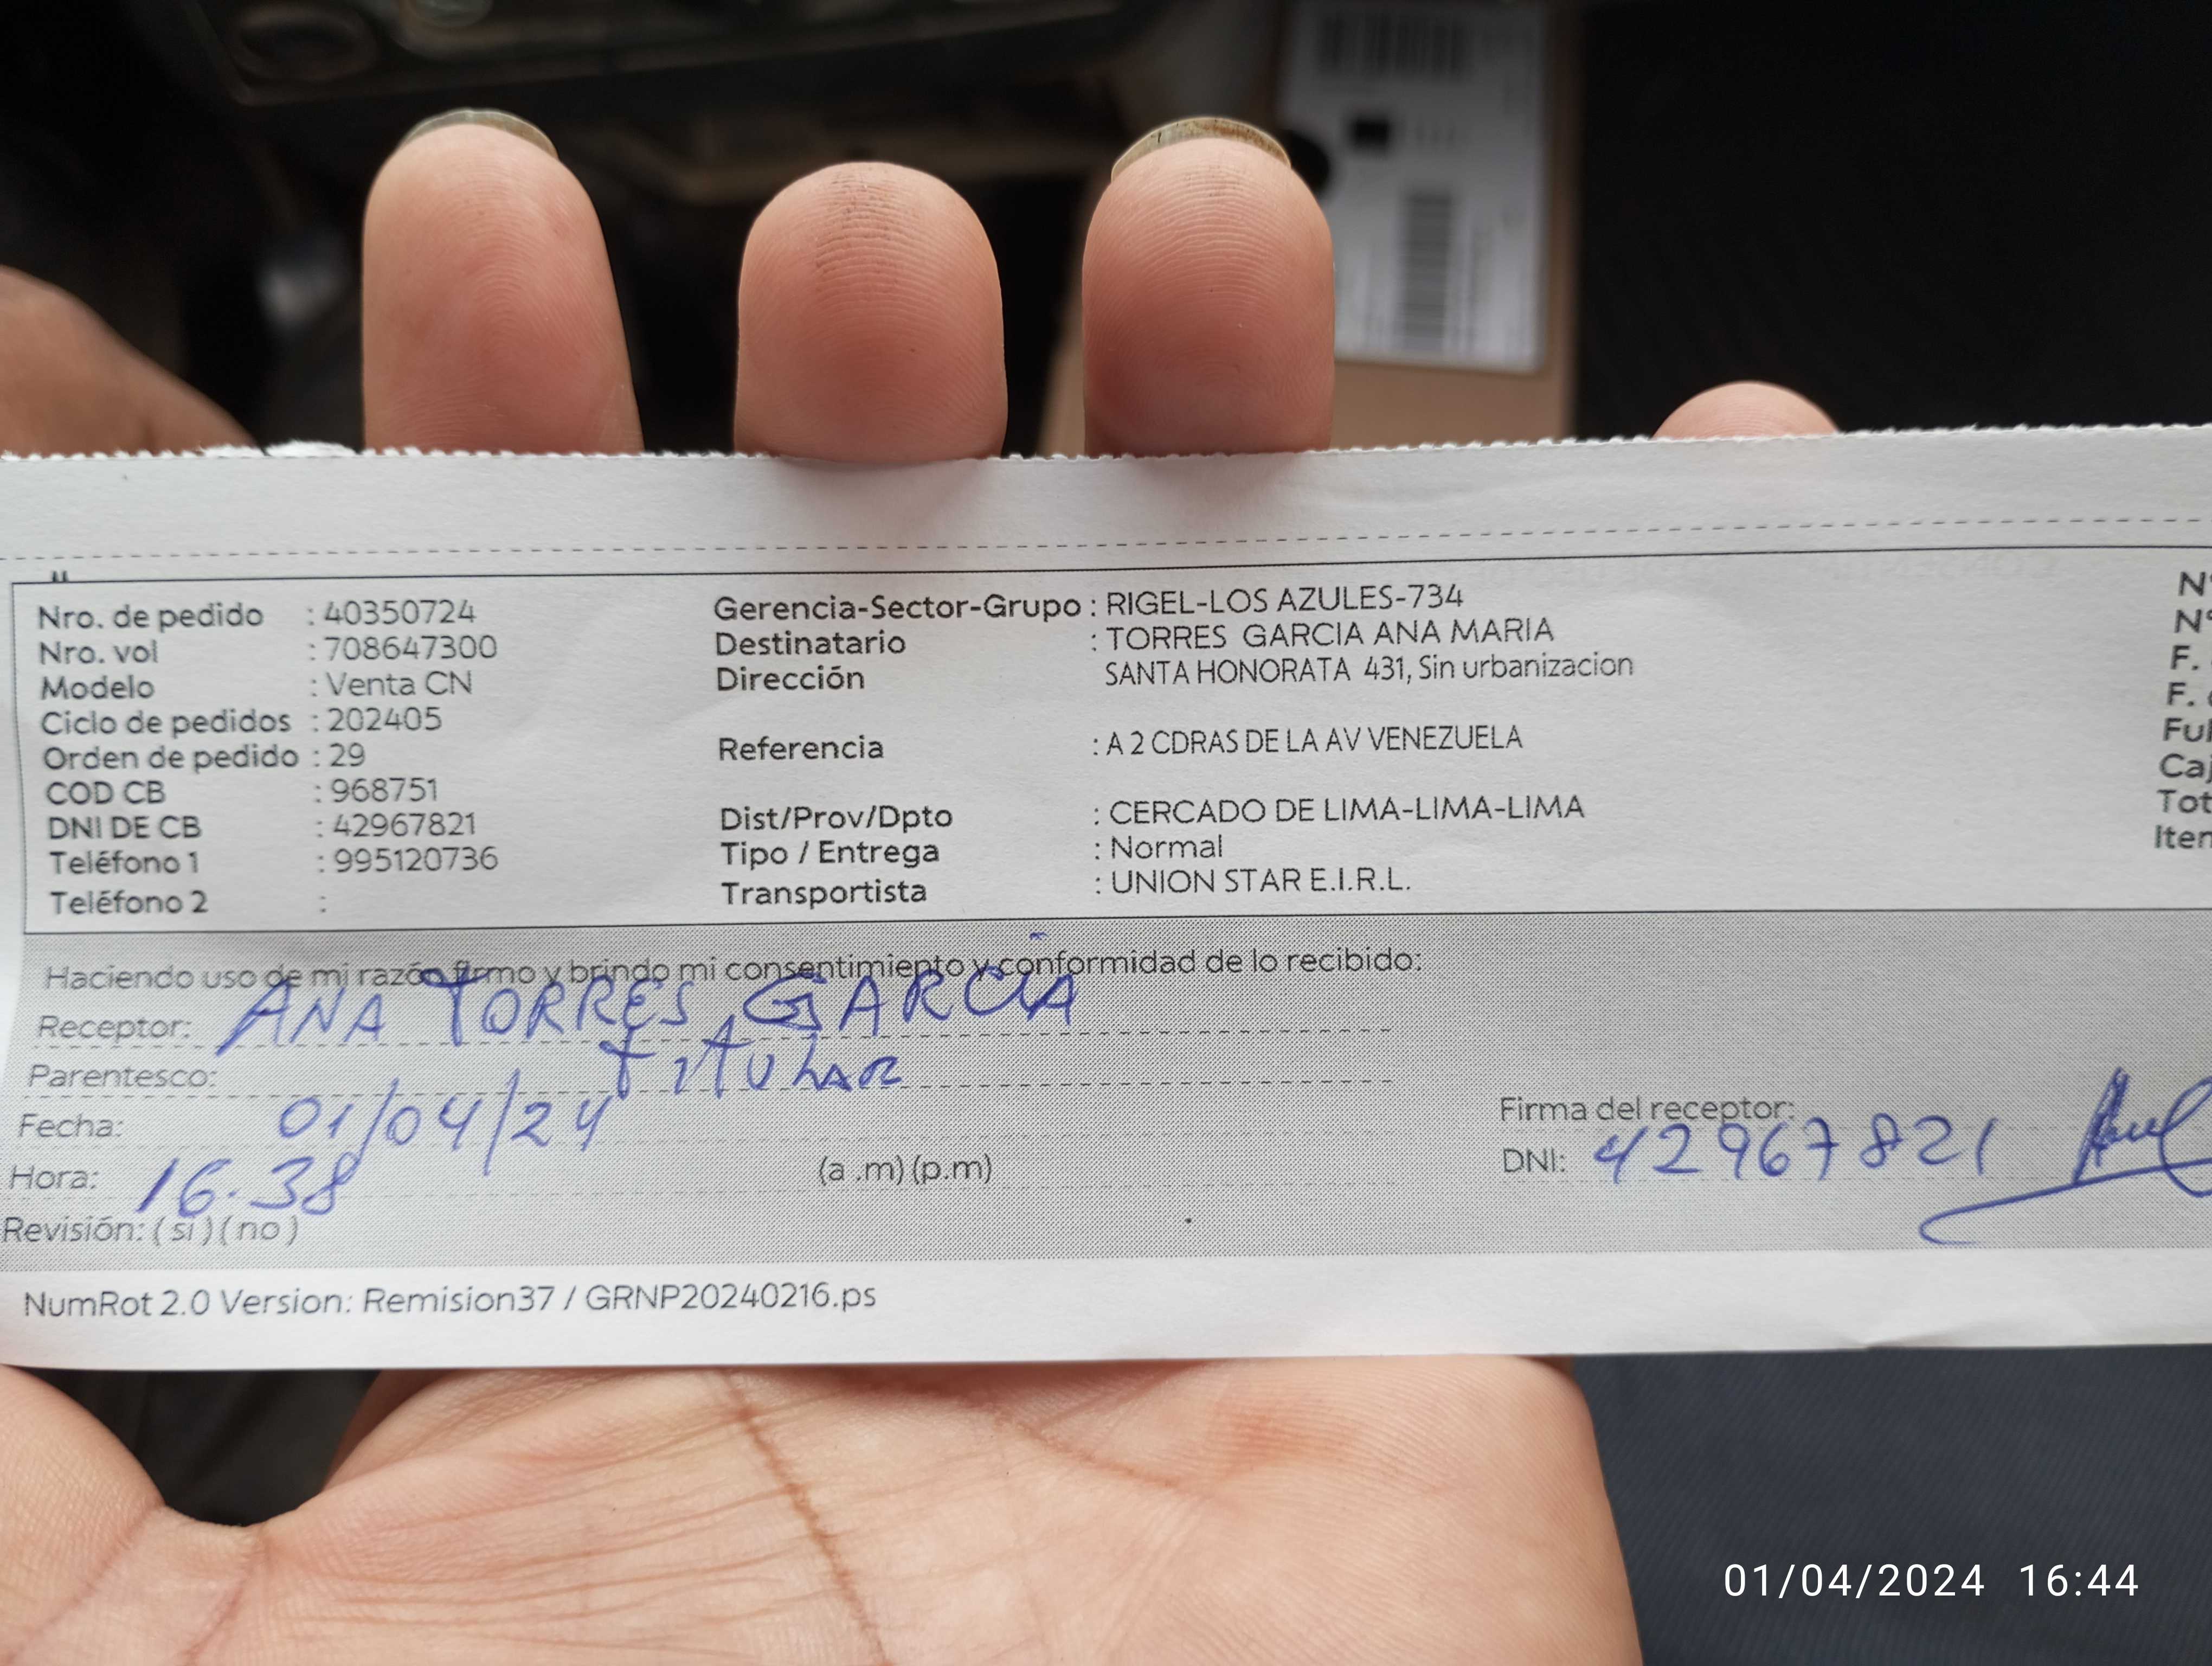 Nro. de pedido : 40350724
Nro. vol : 708647300
Modelo : Venta CN
Ciclo de pedidos : 202405
Orden de pedido : 29
COD CB : 968751
DNI DE CB : 42967821
Teléfono 1 : 995120736
Teléfono 2 :
Gerencia-Sector-Grupo : RIGEL-LOS AZULES-734
Destinatario : TORRES GARCIA ANA MARIA
Dirección SANTA HONORATA 431, Sin urbanizacion
Referencia : A 2 CDRAS DE LA AV VENEZUELA
Dist/Prov/Dpto : CERCADO DE LIMA-LIMA-LIMA
Tipo / Entrega : Normal
Transportista : UNION STAR E.I.R.L.
F.
F.
Haciendo uso de mi razón firmo y brindo mi consentimiento y conformidad de lo recibido:
Receptor: ANA TORRES GARCIA
Parentesco: TITULAR
Fecha: 01/04/24
Hora: 16.38 (a .m) (p.m)
Revisión: ( si ) ( no )
Firma del receptor:
DNI: 42967821
NumRot 2.0 Version: Remision37 / GRNP20240216.ps
01/04/2024 16:44